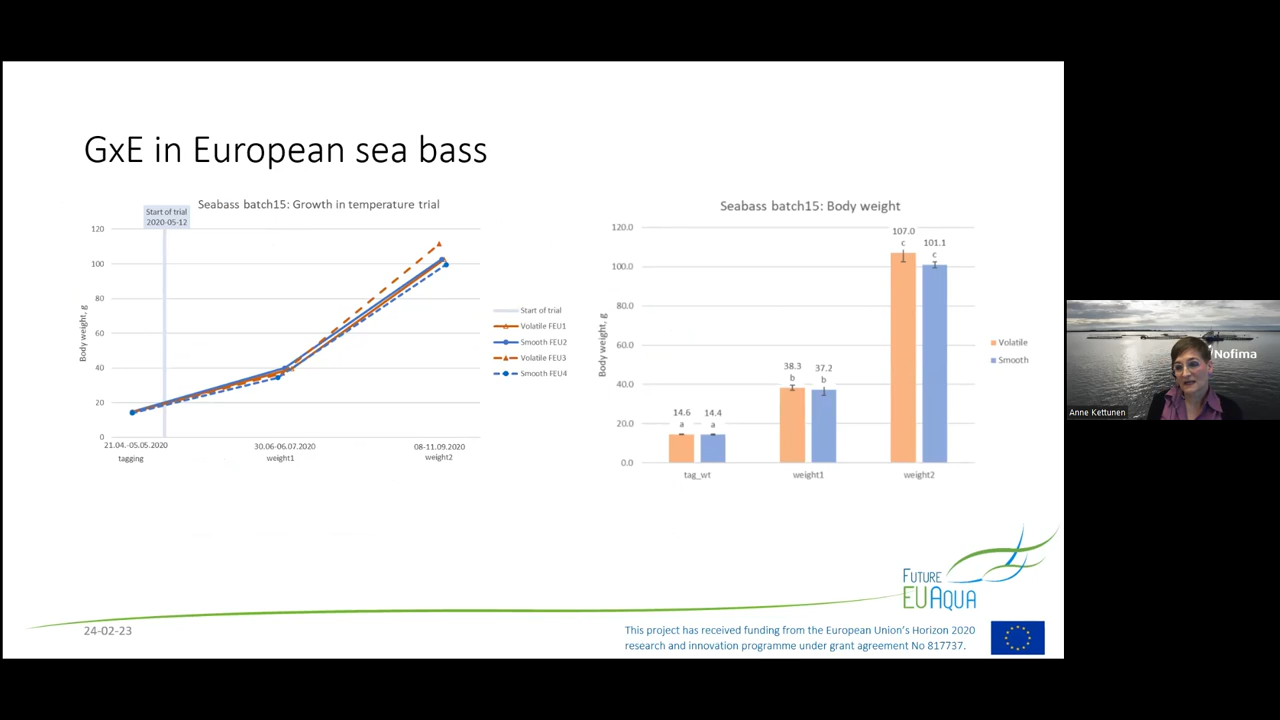 GxE in European sea bass
Seabass batch15: Growth in temperature trial
Start of trial
2020-05-12
120
100
80
60
40
20
0
Body weight, g
21.04.-05.05.2020
tagging
30.06-06.07.2020
weight1
08-11.09.2020
weight2
Start of trial
Volatile FEU1
Smooth FEU2
Volatile FEU3
Smooth FEU4
Seabass batch15: Body weight
120.0
100.0
80.0
60.0
40.0
20.0
0.0
Body weight, g
14.6
a
14.4
a
38.3
b
37.2
b
107.0
c
101.1
c
tag_wt
weight1
weight2
Volatile
Smooth
Nofima
Anne Kettunen
FUTURE
EUAQUA
24-02-23
This project has received funding from the European Union's Horizon 2020
research and innovation programme under grant agreement No 817737.